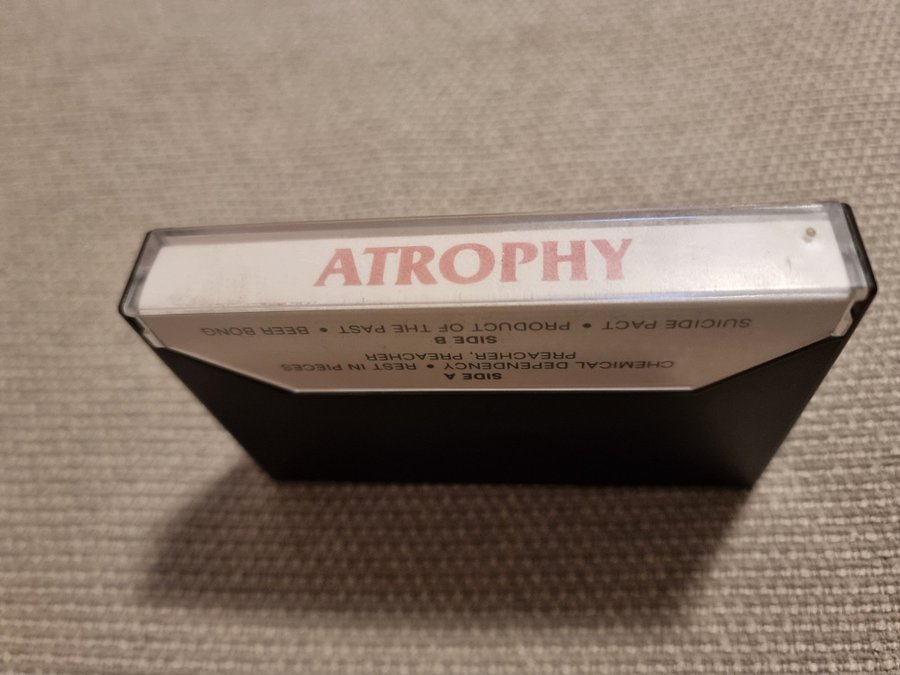 ATROPHY
SIDE A
CHEMICAL DEPENDENCY • REST IN PIECES
PREACHER, PREACHER
SIDE B
SUICIDE PACT • PRODUCT OF THE PAST • BEER BONG